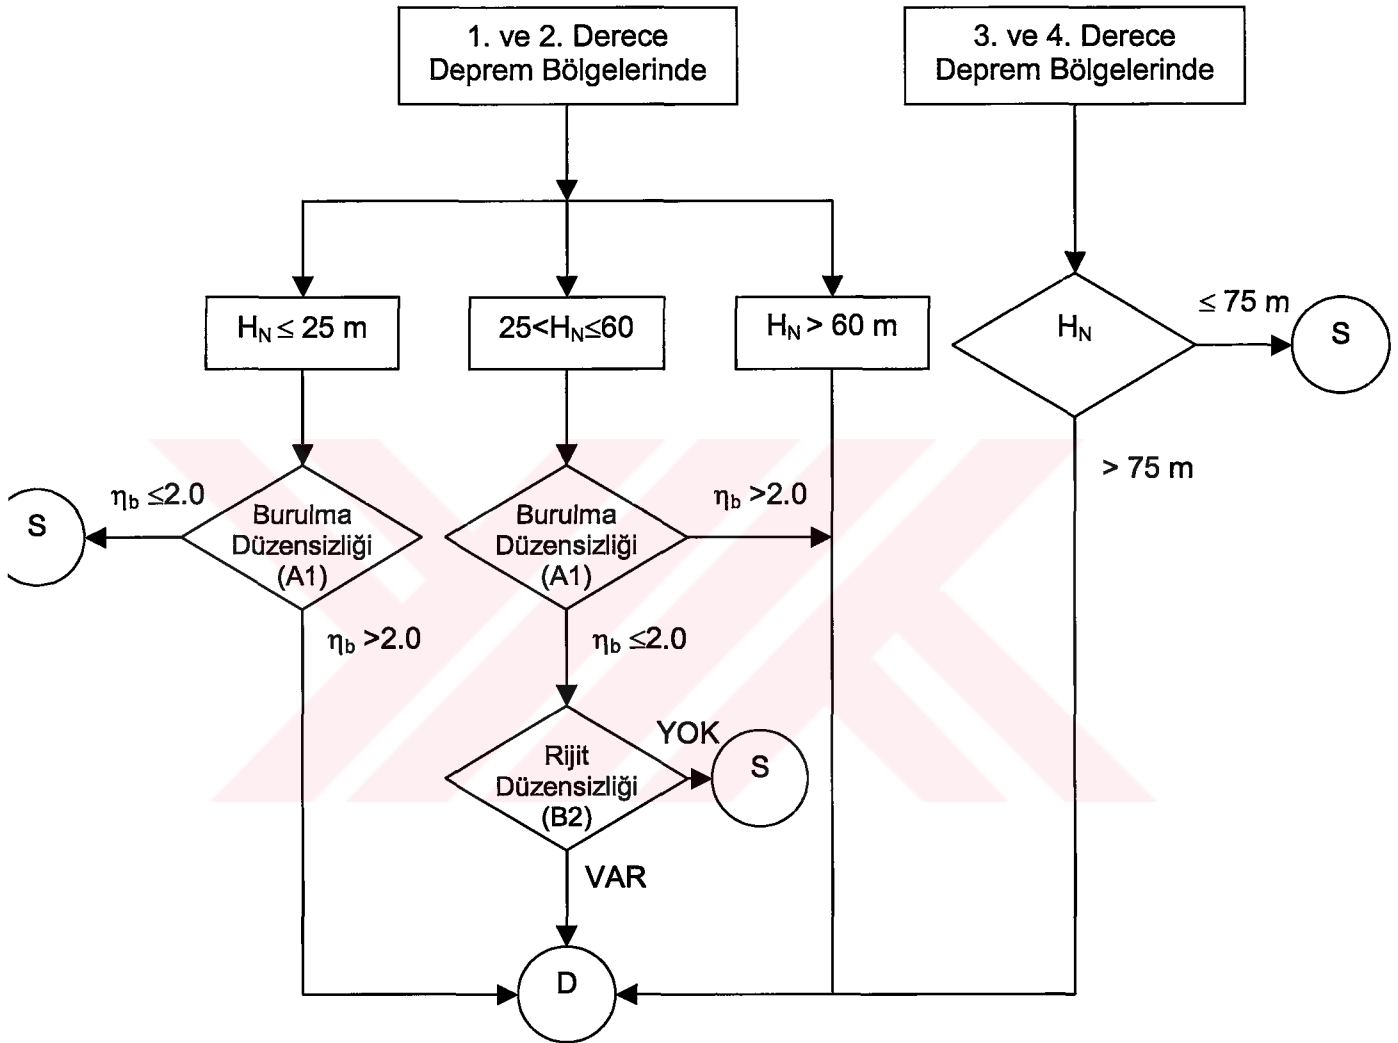 1. ve 2. Derece
Deprem Bölgelerinde
3. ve 4. Derece
Deprem Bölgelerinde
H_N ≤ 25 m
25<H_N≤60
H_N > 60 m
H_N
≤ 75 m
S
> 75 m
S
η_b ≤2.0
Burulma
Düzensizliği
(A1)
Burulma
Düzensizliği
(A1)
η_b >2.0
η_b >2.0
η_b ≤2.0
Rijit
Düzensizliği
(B2)
YOK
S
VAR
D